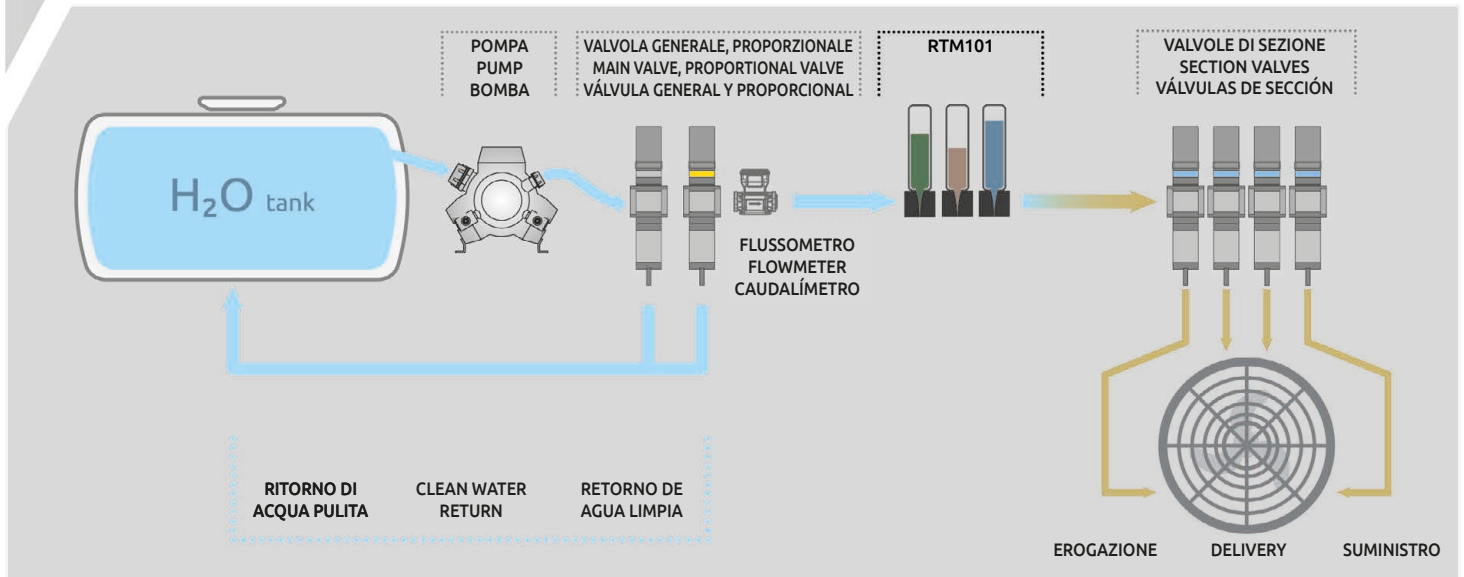 POMPA
PUMP
BOMBA
VALVOLA GENERALE, PROPORZIONALE
MAIN VALVE, PROPORTIONAL VALVE
VÁLVULA GENERAL Y PROPORCIONAL
RTM101
VALVOLE DI SEZIONE
SECTION VALVES
VÁLVULAS DE SECCIÓN
H₂O tank
FLUSSOMETRO
FLOWMETER
CAUDALÍMETRO
RITORNO DI
ACQUA PULITA
CLEAN WATER
RETURN
RETORNO DE
AGUA LIMPIA
EROGAZIONE
DELIVERY
SUMINISTRO